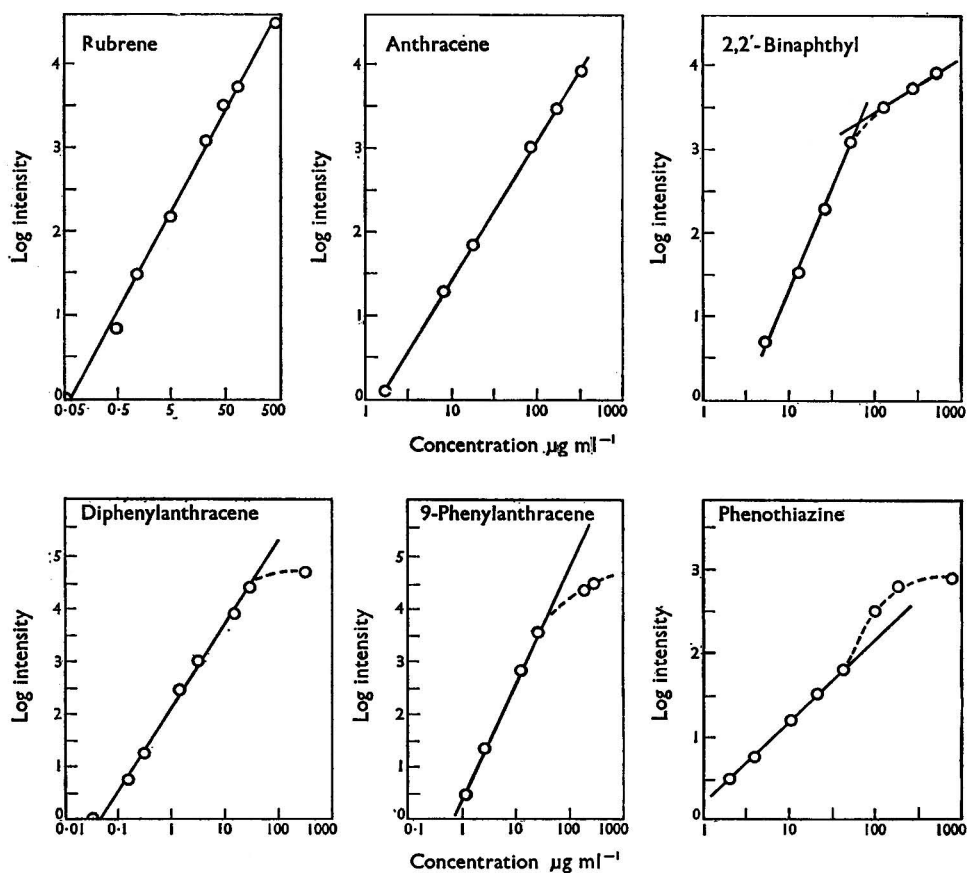 Rubrene
Log intensity
4
3
2
1
0
0·05 0·5 5 50 500
Anthracene
Log intensity
4
3
2
1
0
1 10 100 1000
2,2′-Binaphthyl
Log intensity
4
3
2
1
0
1 10 100 1000
Concentration µg ml⁻¹
Diphenylanthracene
Log intensity
5
4
3
2
1
0
0·01 0·1 1 10 100 1000
9-Phenylanthracene
Log intensity
5
4
3
2
1
0
0·1 1 10 100 1000
Phenothiazine
Log intensity
3
2
1
0
1 10 100 1000
Concentration µg ml⁻¹